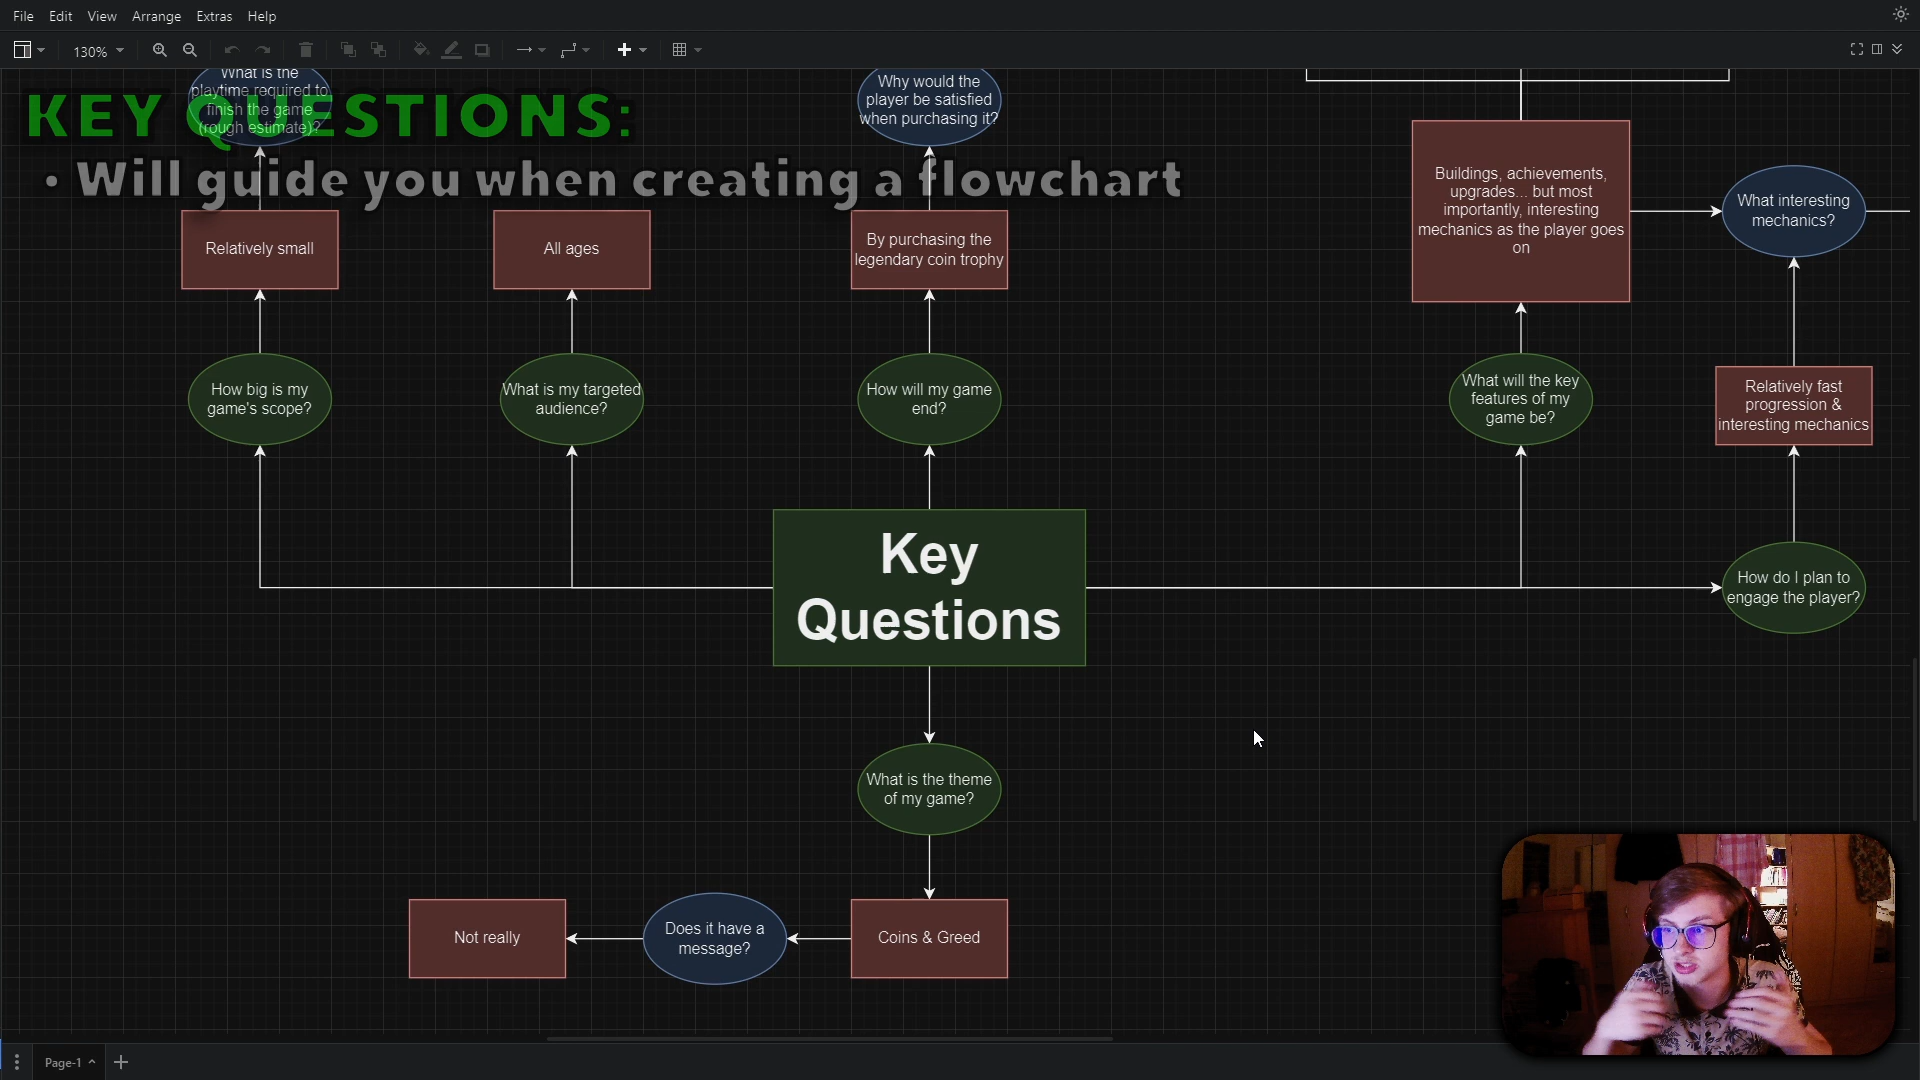 File Edit View Arrange Extras Help
130%
What is the
playtime required to
finish the game
(rough estimate)?
Why would the
player be satisfied
when purchasing it?
KEY QUESTIONS:
• Will guide you when creating a flowchart
Buildings, achievements,
upgrades... but most
importantly, interesting
mechanics as the player goes
on
What interesting
mechanics?
Relatively small
All ages
By purchasing the
legendary coin trophy
How big is my
game's scope?
What is my targeted
audience?
How will my game
end?
What will the key
features of my
game be?
Relatively fast
progression &
interesting mechanics
Key
Questions
How do I plan to
engage the player?
What is the theme
of my game?
Not really
Does it have a
message?
Coins & Greed
Page-1